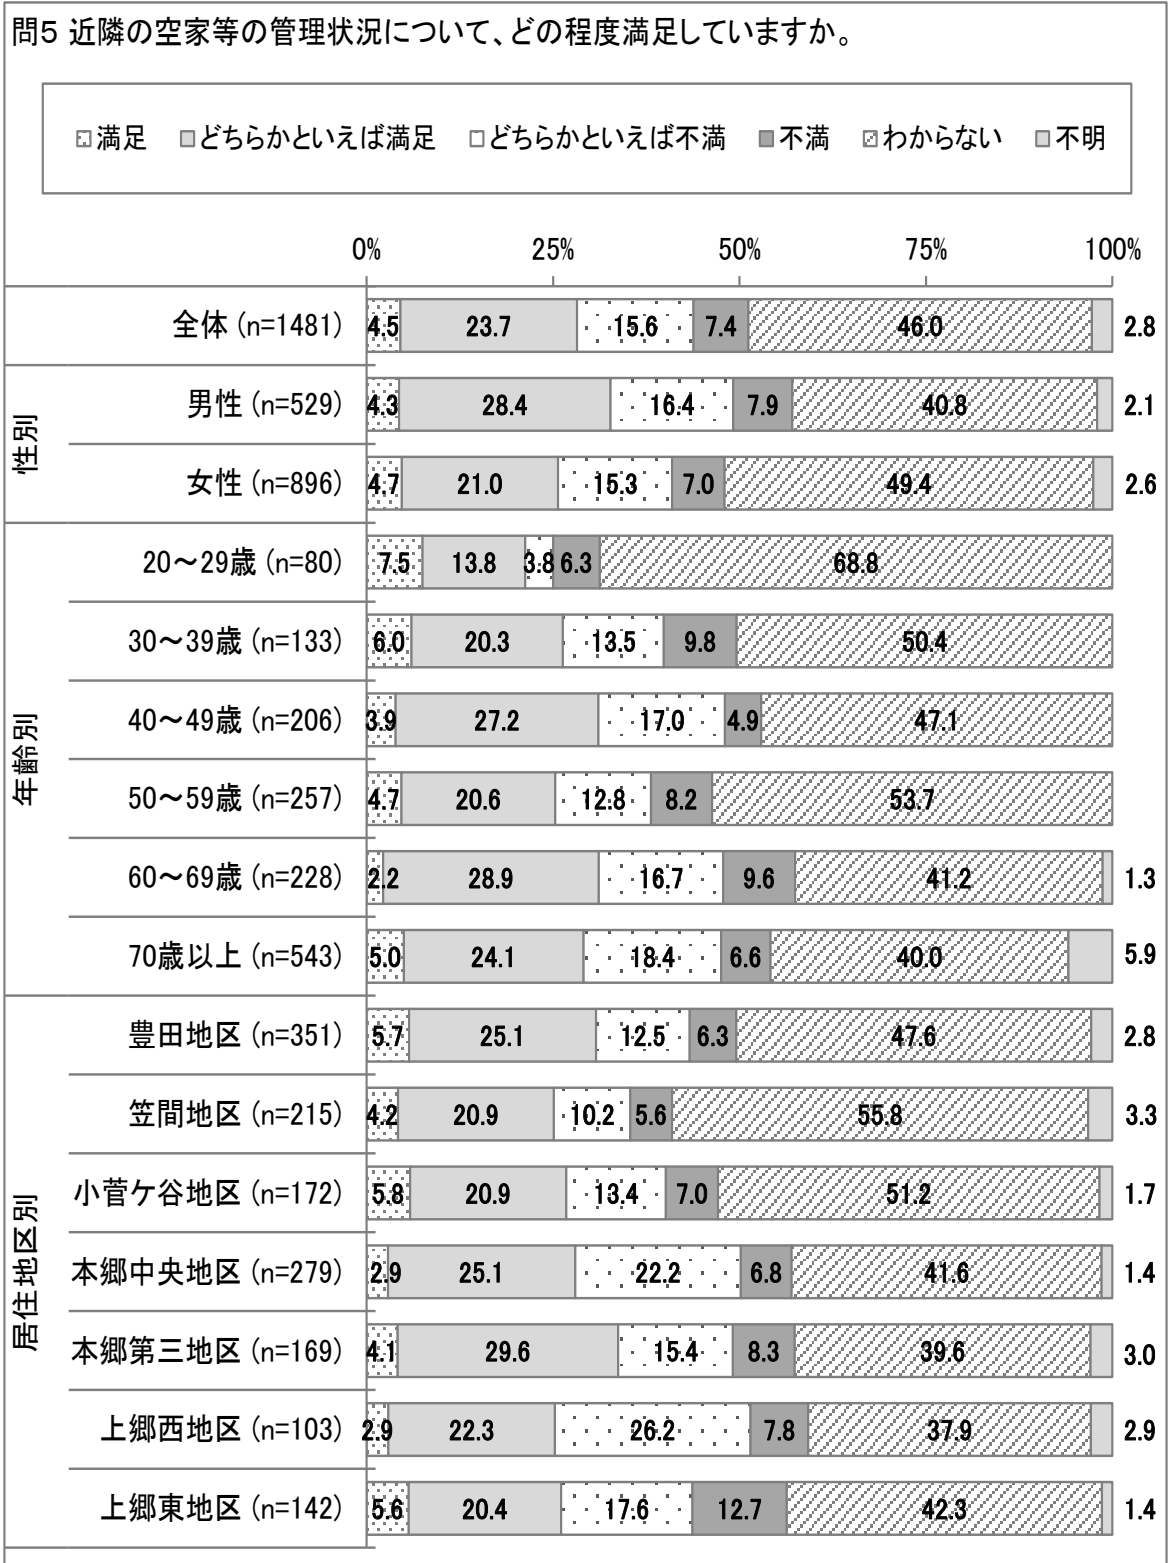 問5 近隣の空家等の管理状況について、どの程度満足していますか。
満足 どちらかといえば満足 どちらかといえば不満 不満 わからない 不明
0% 25% 50% 75% 100%
全体 (n=1481) 4.5 23.7 15.6 7.4 46.0 2.8
性別
男性 (n=529) 4.3 28.4 16.4 7.9 40.8 2.1
女性 (n=896) 4.7 21.0 15.3 7.0 49.4 2.6
年齢別
20～29歳 (n=80) 7.5 13.8 3.8 6.3 68.8
30～39歳 (n=133) 6.0 20.3 13.5 9.8 50.4
40～49歳 (n=206) 3.9 27.2 17.0 4.9 47.1
50～59歳 (n=257) 4.7 20.6 12.8 8.2 53.7
60～69歳 (n=228) 2.2 28.9 16.7 9.6 41.2 1.3
70歳以上 (n=543) 5.0 24.1 18.4 6.6 40.0 5.9
居住地区別
豊田地区 (n=351) 5.7 25.1 12.5 6.3 47.6 2.8
笠間地区 (n=215) 4.2 20.9 10.2 5.6 55.8 3.3
小菅ケ谷地区 (n=172) 5.8 20.9 13.4 7.0 51.2 1.7
本郷中央地区 (n=279) 2.9 25.1 22.2 6.8 41.6 1.4
本郷第三地区 (n=169) 4.1 29.6 15.4 8.3 39.6 3.0
上郷西地区 (n=103) 2.9 22.3 26.2 7.8 37.9 2.9
上郷東地区 (n=142) 5.6 20.4 17.6 12.7 42.3 1.4